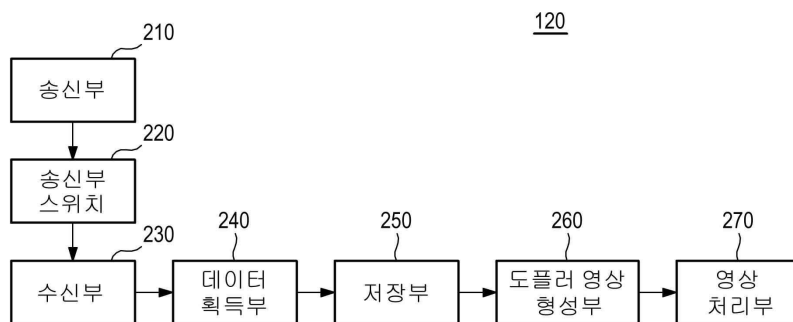 120
210
송신부
220
송신부
스위치
230
수신부
240
데이터
획득부
250
저장부
260
도플러 영상
형성부
270
영상
처리부